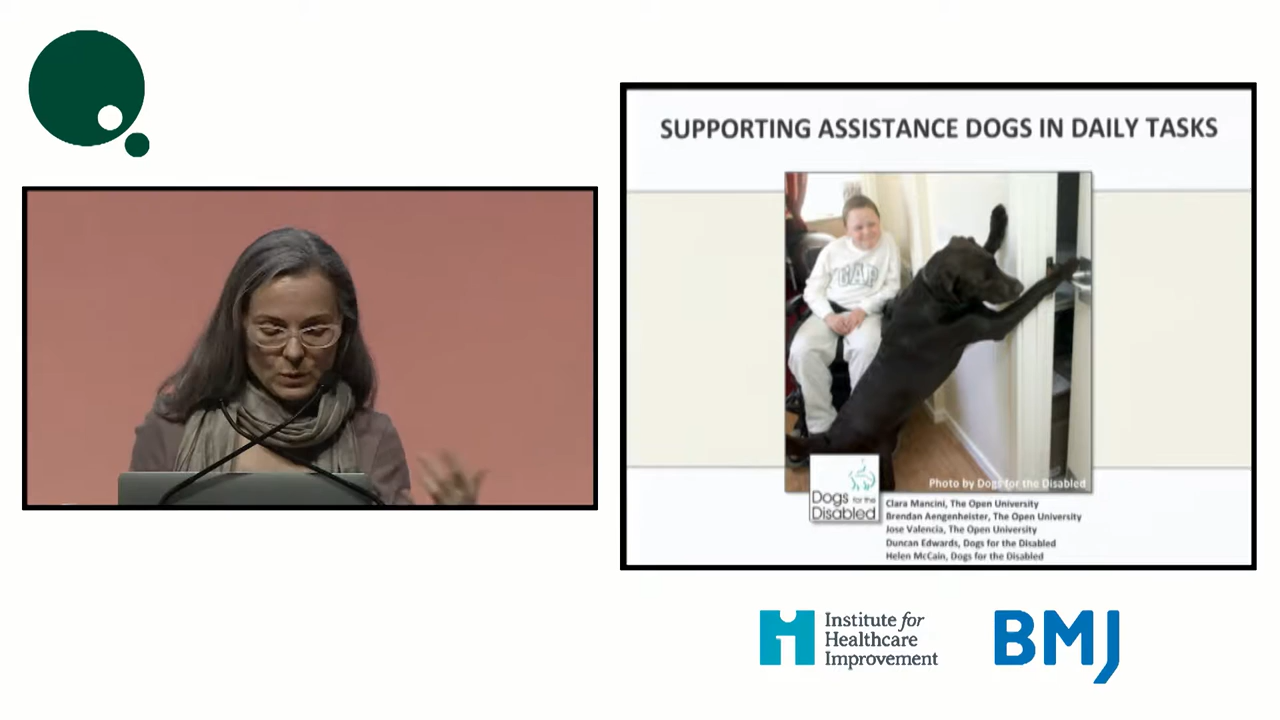 SUPPORTING ASSISTANCE DOGS IN DAILY TASKS
GAP
Photo by Dogs for the Disabled
Dogs for the
Disabled
Clara Mancini, The Open University
Brendan Aengenheister, The Open University
Jose Valencia, The Open University
Duncan Edwards, Dogs for the Disabled
Helen McCain, Dogs for the Disabled
Institute for
Healthcare
Improvement
BMJ